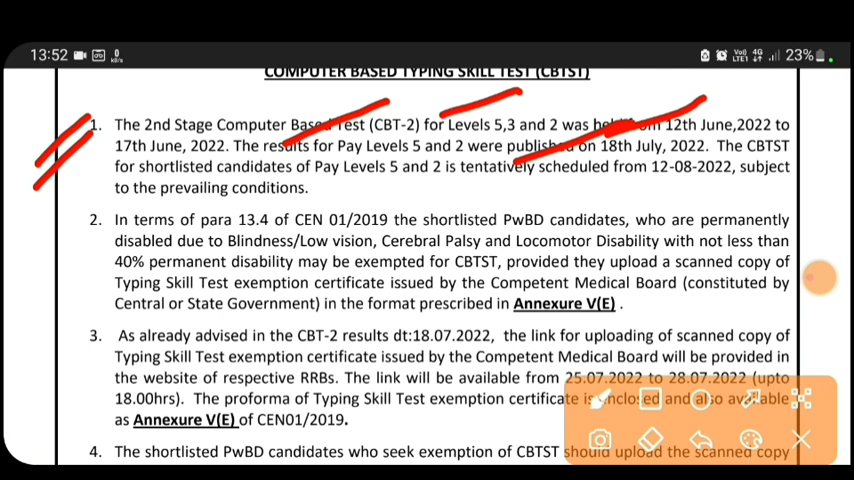 13:52 0 KB/s Vo) LTE1 4G 23%
COMPUTER BASED TYPING SKILL TEST (CBTST)
1. The 2nd Stage Computer Based Test (CBT-2) for Levels 5,3 and 2 was held from 12th June,2022 to
17th June, 2022. The results for Pay Levels 5 and 2 were published on 18th July, 2022. The CBTST
for shortlisted candidates of Pay Levels 5 and 2 is tentatively scheduled from 12-08-2022, subject
to the prevailing conditions.
2. In terms of para 13.4 of CEN 01/2019 the shortlisted PwBD candidates, who are permanently
disabled due to Blindness/Low vision, Cerebral Palsy and Locomotor Disability with not less than
40% permanent disability may be exempted for CBTST, provided they upload a scanned copy of
Typing Skill Test exemption certificate issued by the Competent Medical Board (constituted by
Central or State Government) in the format prescribed in Annexure V(E) .
3. As already advised in the CBT-2 results dt:18.07.2022, the link for uploading of scanned copy of
Typing Skill Test exemption certificate issued by the Competent Medical Board will be provided in
the website of respective RRBs. The link will be available from 25.07.2022 to 28.07.2022 (upto
18.00hrs). The proforma of Typing Skill Test exemption certificate is enclosed and also available
as Annexure V(E) of CEN01/2019.
4. The shortlisted PwBD candidates who seek exemption of CBTST should upload the scanned copy